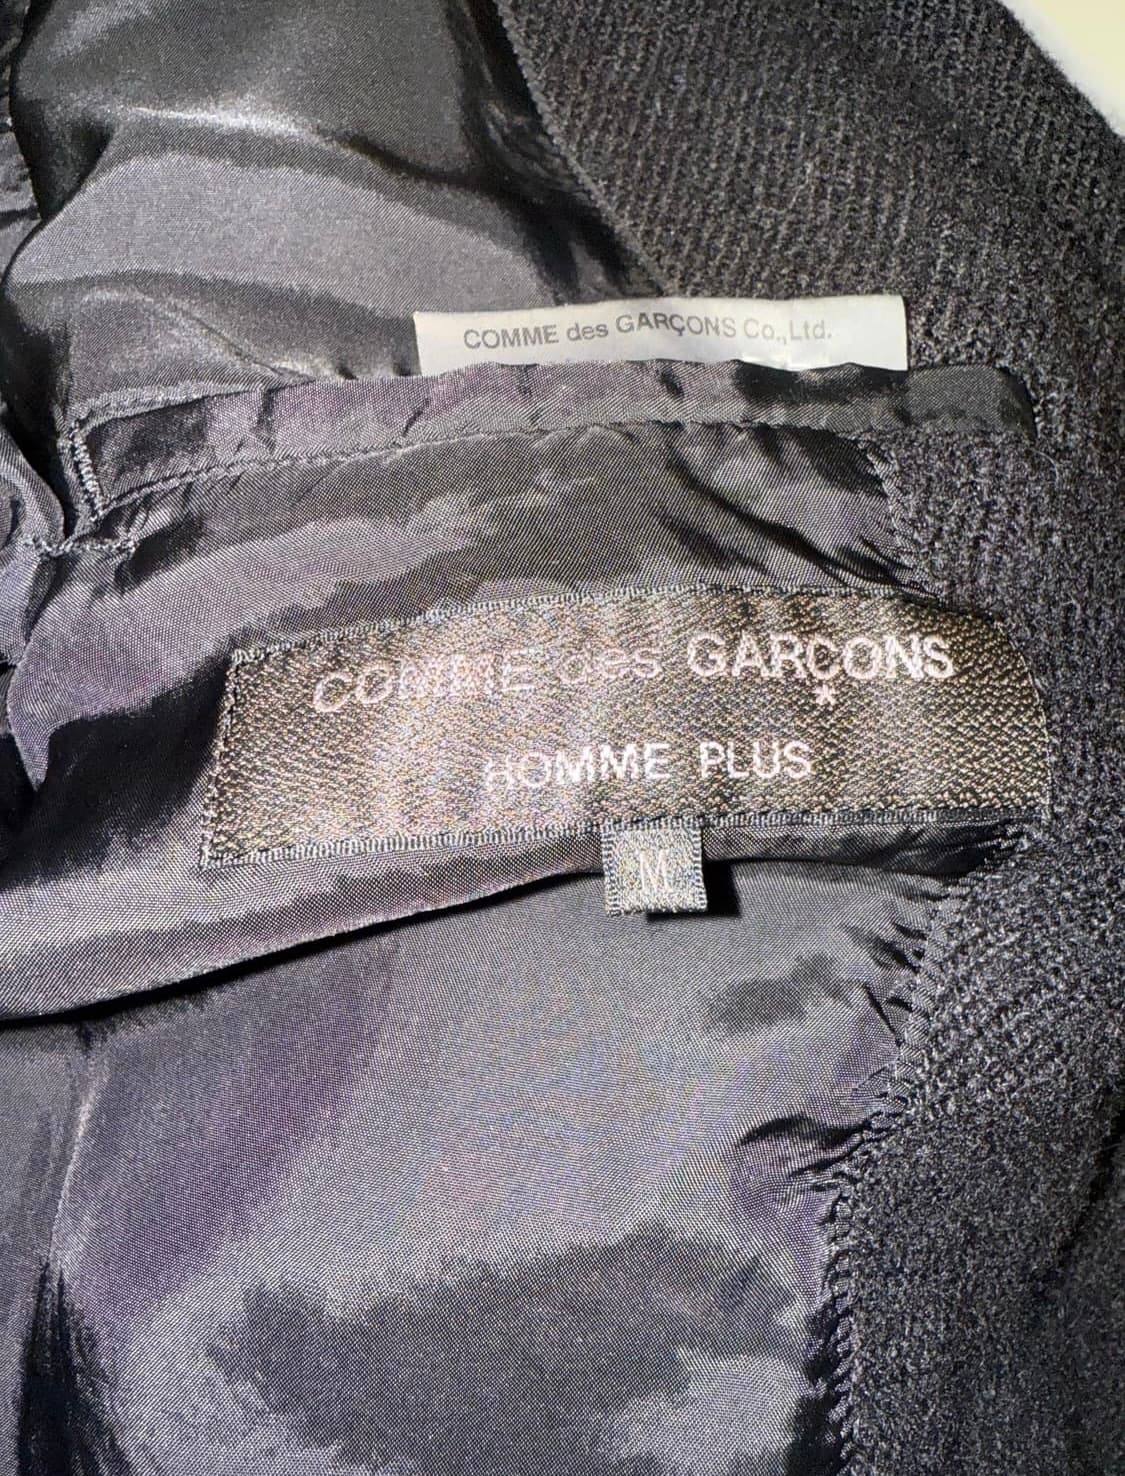 COMME des GARÇONS Co.,Ltd.
COMME des GARÇONS
*
HOMME PLUS
M